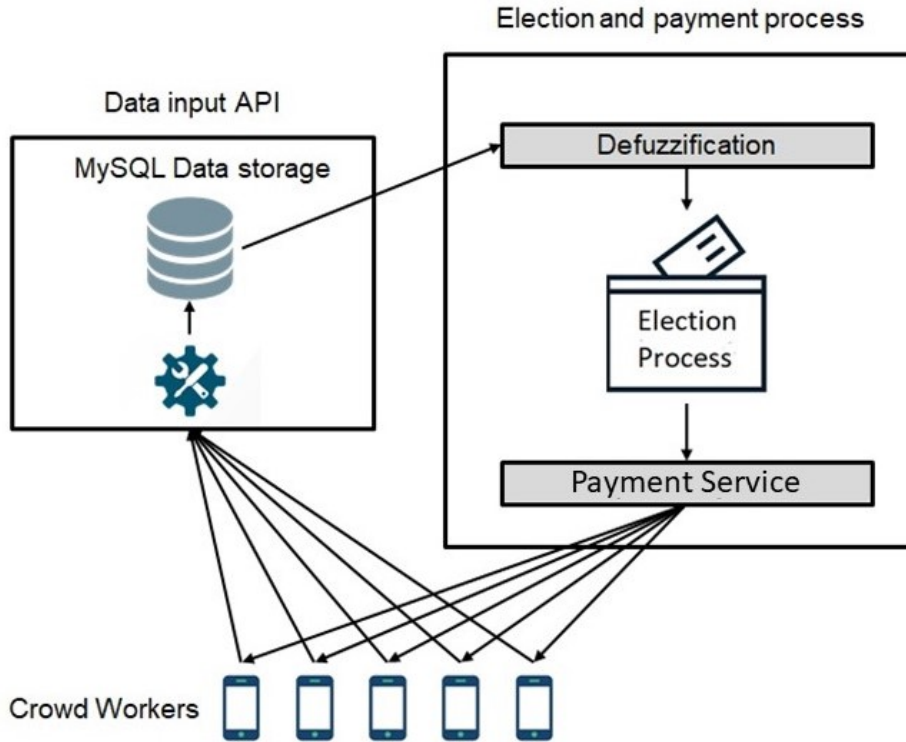 Election and payment process
Data input API
MySQL Data storage
Defuzzification
Election
Process
Payment Service
Crowd Workers